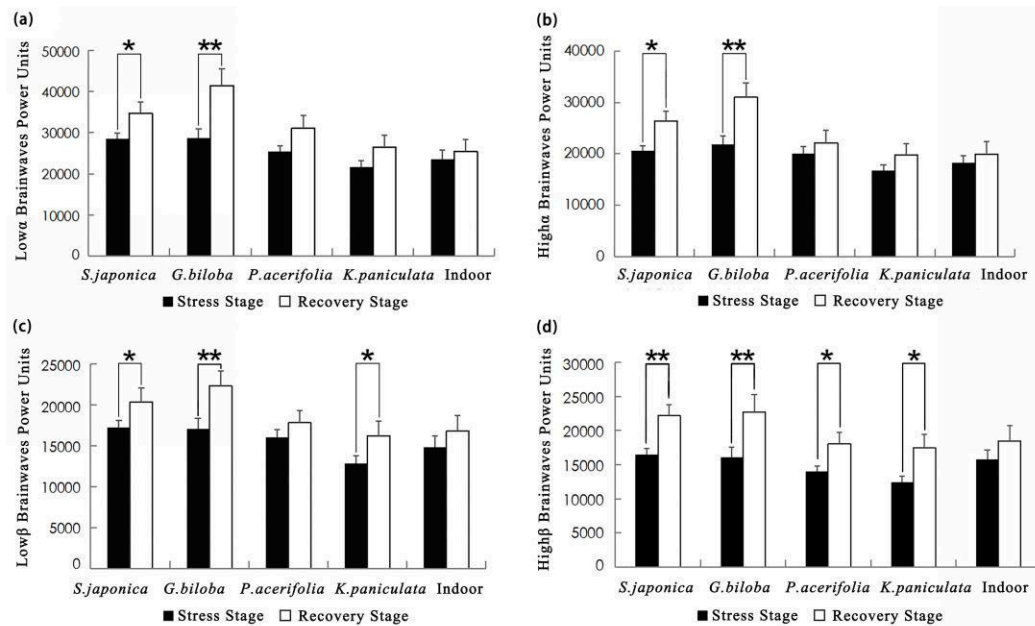 (a)
Lowα Brainwaves Power Units
50000
40000
30000
20000
10000
0
*
**
S.japonica G.biloba P.acerifolia K.paniculata Indoor
Stress Stage Recovery Stage
(b)
Highα Brainwaves Power Units
40000
30000
20000
10000
0
*
**
S.japonica G.biloba P.acerifolia K.paniculata Indoor
Stress Stage Recovery Stage
(c)
Lowβ Brainwaves Power Units
25000
20000
15000
10000
5000
0
*
**
*
S.japonica G.biloba P.acerifolia K.paniculata Indoor
Stress Stage Recovery Stage
(d)
Highβ Brainwaves Power Units
30000
25000
20000
15000
10000
5000
0
**
**
*
*
S.japonica G.biloba P.acerifolia K.paniculata Indoor
Stress Stage Recovery Stage